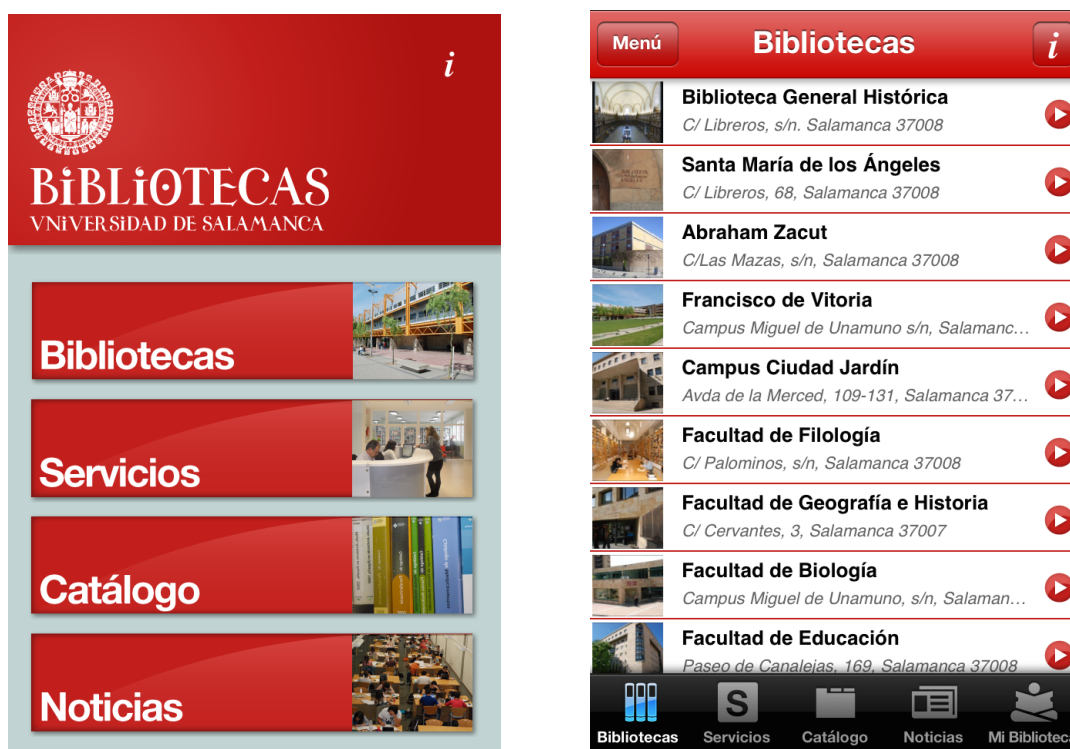 i
BiBLiOTECAS
VNiVERSiDAD DE SALAMANCA
Bibliotecas
Servicios
Catálogo
Noticias
Menú
Bibliotecas
i
Biblioteca General Histórica
C/ Libreros, s/n. Salamanca 37008
Santa María de los Ángeles
C/ Libreros, 68, Salamanca 37008
Abraham Zacut
C/Las Mazas, s/n, Salamanca 37008
Francisco de Vitoria
Campus Miguel de Unamuno s/n, Salamanc...
Campus Ciudad Jardín
Avda de la Merced, 109-131, Salamanca 37...
Facultad de Filología
C/ Palominos, s/n, Salamanca 37008
Facultad de Geografía e Historia
C/ Cervantes, 3, Salamanca 37007
Facultad de Biología
Campus Miguel de Unamuno, s/n, Salaman...
Facultad de Educación
Paseo de Canalejas, 169, Salamanca 37008
S
Bibliotecas Servicios Catálogo Noticias Mi Bibliotec